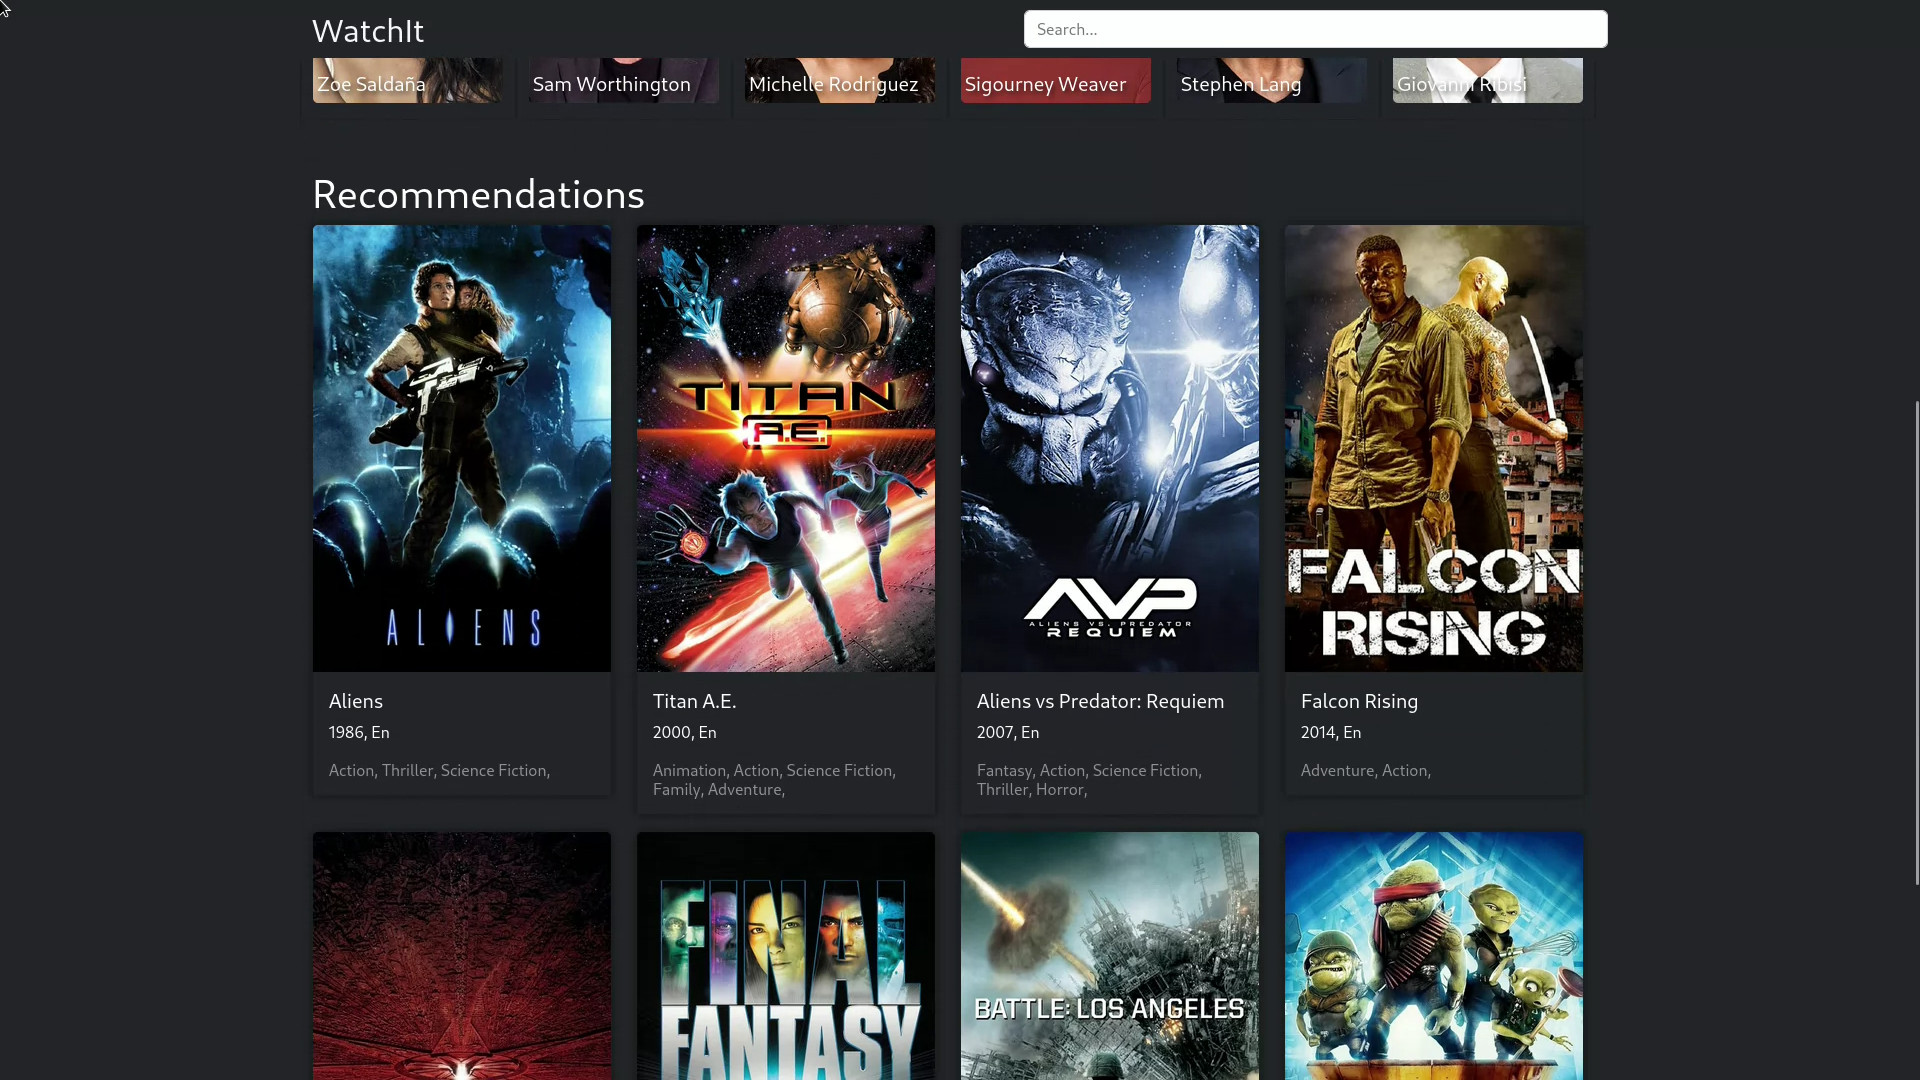 WatchIt
Search...
Zoe Saldaña
Sam Worthington
Michelle Rodriguez
Sigourney Weaver
Stephen Lang
Giovanni Ribisi
Recommendations
ALIENS
TITAN
A.E.
AVP
ALIENS VS. PREDATOR
REQUIEM
FALCON
RISING
Aliens
1986, En
Action, Thriller, Science Fiction,
Titan A.E.
2000, En
Animation, Action, Science Fiction,
Family, Adventure,
Aliens vs Predator: Requiem
2007, En
Fantasy, Action, Science Fiction,
Thriller, Horror,
Falcon Rising
2014, En
Adventure, Action,
FINAL
FANTASY
BATTLE: LOS ANGELES